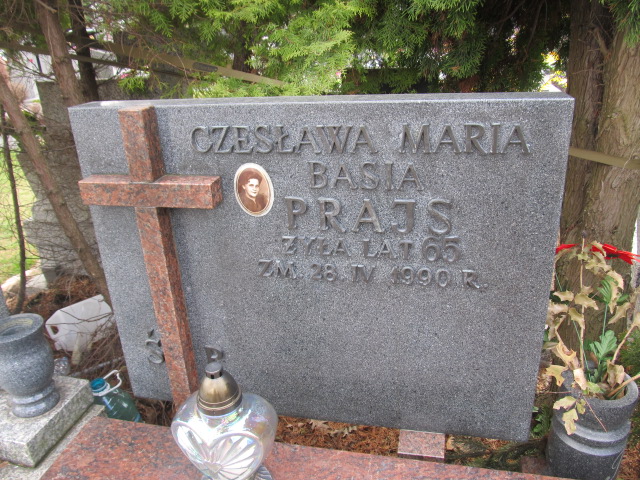 CZESŁAWA MARIA
BASIA
PRAJS
ŻYŁA LAT 65
ZM. 28. IV 1990 R.
Ś P